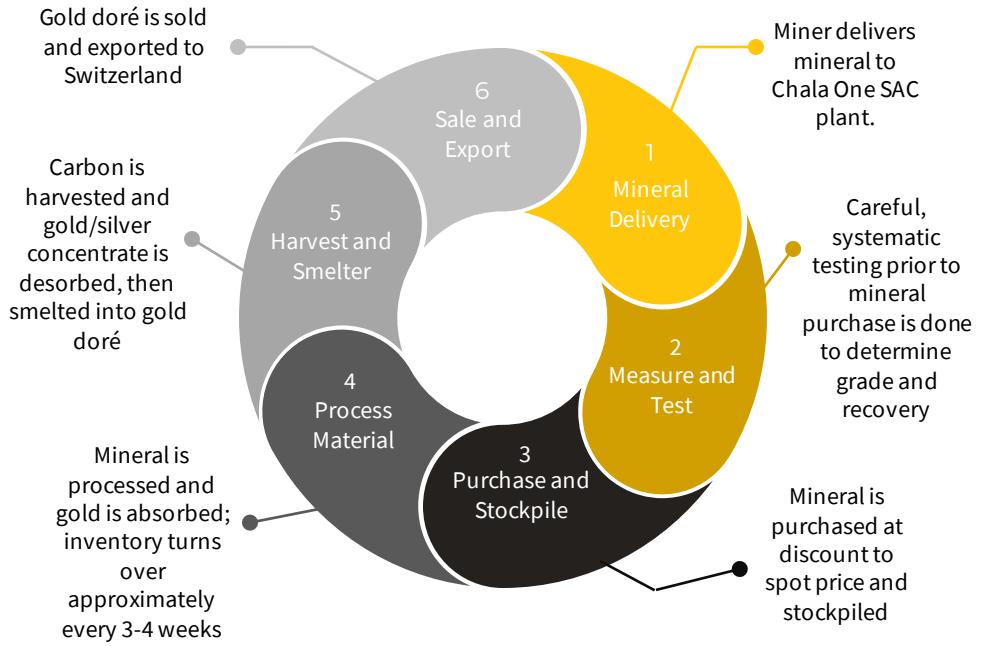 Gold doré is sold
and exported to
Switzerland
6
Sale and
Export
Miner delivers
mineral to
Chala One SAC
plant.
1
Mineral
Delivery
Carbon is
harvested and
gold/silver
concentrate is
desorbed, then
smelted into gold
doré
5
Harvest and
Smelter
Careful,
systematic
testing prior to
mineral
purchase is done
to determine
grade and
recovery
2
Measure and
Test
4
Process
Material
3
Purchase and
Stockpile
Mineral is
processed and
gold is absorbed;
inventory turns
over
approximately
every 3-4 weeks
Mineral is
purchased at
discount to
spot price and
stockpiled